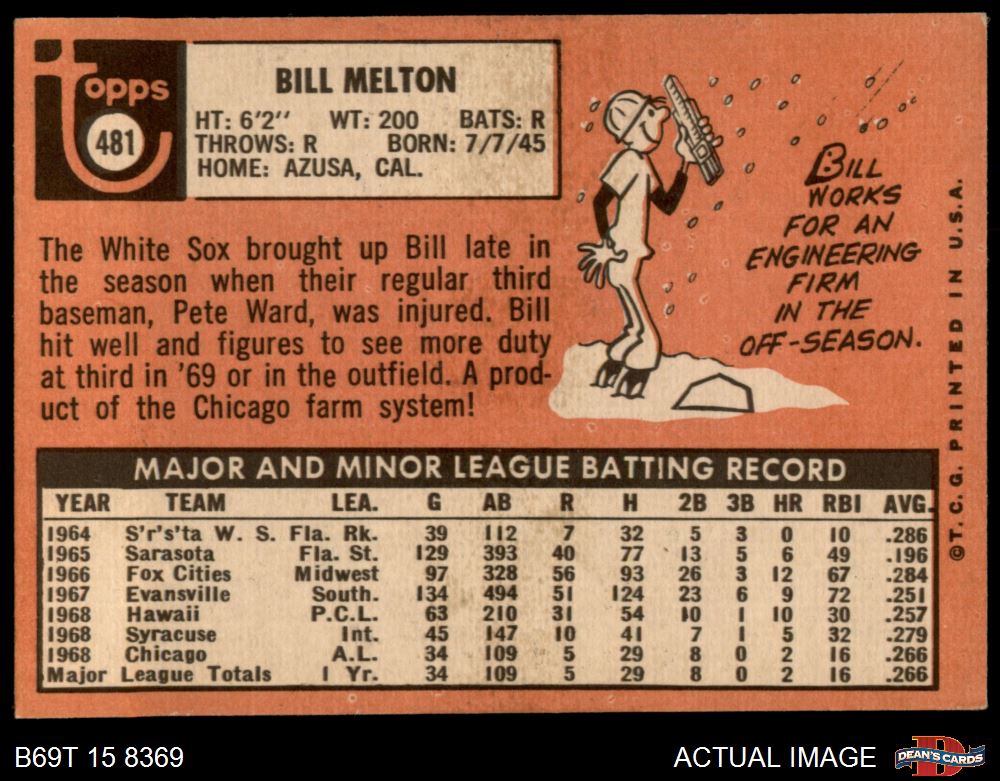 Topps
481
BILL MELTON
HT: 6'2" WT: 200 BATS: R
THROWS: R BORN: 7/7/45
HOME: AZUSA, CAL.
The White Sox brought up Bill late in
the season when their regular third
baseman, Pete Ward, was injured. Bill
hit well and figures to see more duty
at third in '69 or in the outfield. A prod-
uct of the Chicago farm system!
BILL
WORKS
FOR AN
ENGINEERING
FIRM
IN THE
OFF-SEASON.
©T. C. G. PRINTED IN U.S.A.
MAJOR AND MINOR LEAGUE BATTING RECORD
YEAR TEAM LEA. G AB R H 2B 3B HR RBI AVG.
1964 S'r's'ta W. S. Fla. Rk. 39 112 7 32 5 3 0 10 .286
1965 Sarasota Fla. St. 129 393 40 77 13 5 6 49 .196
1966 Fox Cities Midwest 97 328 56 93 26 3 12 67 .284
1967 Evansville South. 134 494 51 124 23 6 9 72 .251
1968 Hawaii P.C.L. 63 210 31 54 10 1 10 30 .257
1968 Syracuse Int. 45 147 10 41 7 1 5 32 .279
1968 Chicago A.L. 34 109 5 29 8 0 2 16 .266
Major League Totals 1 Yr. 34 109 5 29 8 0 2 16 .266
B69T 15 8369
ACTUAL IMAGE
DEAN'S CARDS